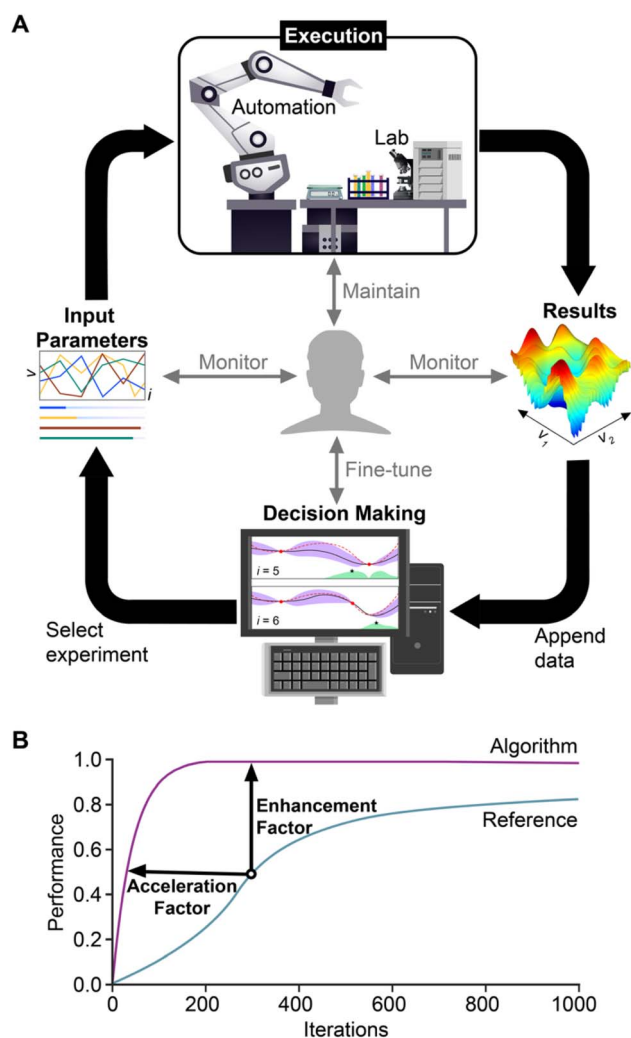 A
Execution
Automation
Lab
Maintain
Input
Parameters
v
i
Monitor
Monitor
Results
V1
V2
Fine-tune
Decision Making
i = 5
*
i = 6
*
Select
experiment
Append
data
B
Performance
1.0
0.8
0.6
0.4
0.2
0.0
Algorithm
Reference
Enhancement
Factor
Acceleration
Factor
0
200
400
600
800
1000
Iterations